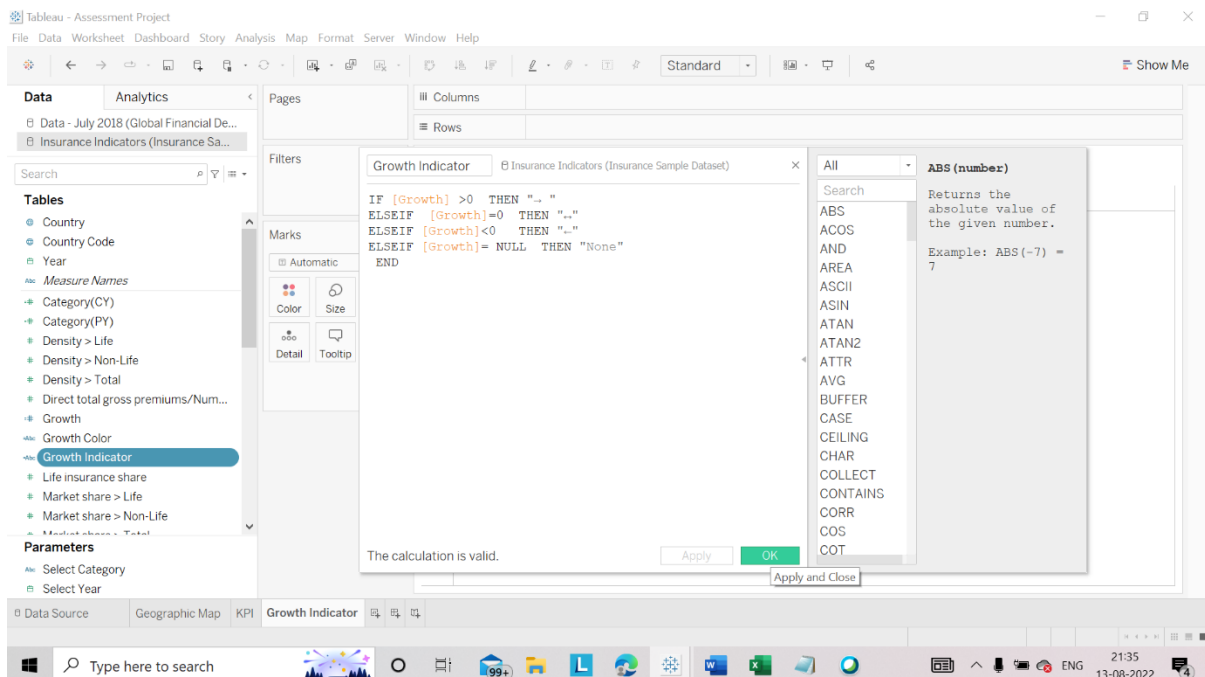 Tableau - Assessment Project
File Data Worksheet Dashboard Story Analysis Map Format Server Window Help
Standard
Show Me
Data Analytics
Pages
Columns
Data - July 2018 (Global Financial De...
Insurance Indicators (Insurance Sa...
Rows
Search
Filters
Growth Indicator Insurance Indicators (Insurance Sample Dataset)
All
Search
ABS(number)
Returns the
absolute value of
the given number.
Example: ABS(-7) =
7
Tables
Country
Country Code
Year
Abc Measure Names
Category(CY)
Category(PY)
Density > Life
Density > Non-Life
Density > Total
Direct total gross premiums/Num...
Growth
Abc Growth Color
Abc Growth Indicator
Life insurance share
Market share > Life
Market share > Non-Life
Market share > Total
Parameters
Abc Select Category
Select Year
Marks
Automatic
Color Size
Detail Tooltip
IF [Growth] >0 THEN "→ "
ELSEIF [Growth]=0 THEN "↔"
ELSEIF [Growth]<0 THEN "←"
ELSEIF [Growth]= NULL THEN "None"
END
ABS
ACOS
AND
AREA
ASCII
ASIN
ATAN
ATAN2
ATTR
AVG
BUFFER
CASE
CEILING
CHAR
COLLECT
CONTAINS
CORR
COS
COT
The calculation is valid.
Apply OK
Apply and Close
Data Source Geographic Map KPI Growth Indicator
Type here to search
99+
ENG
21:35
13-08-2022
4